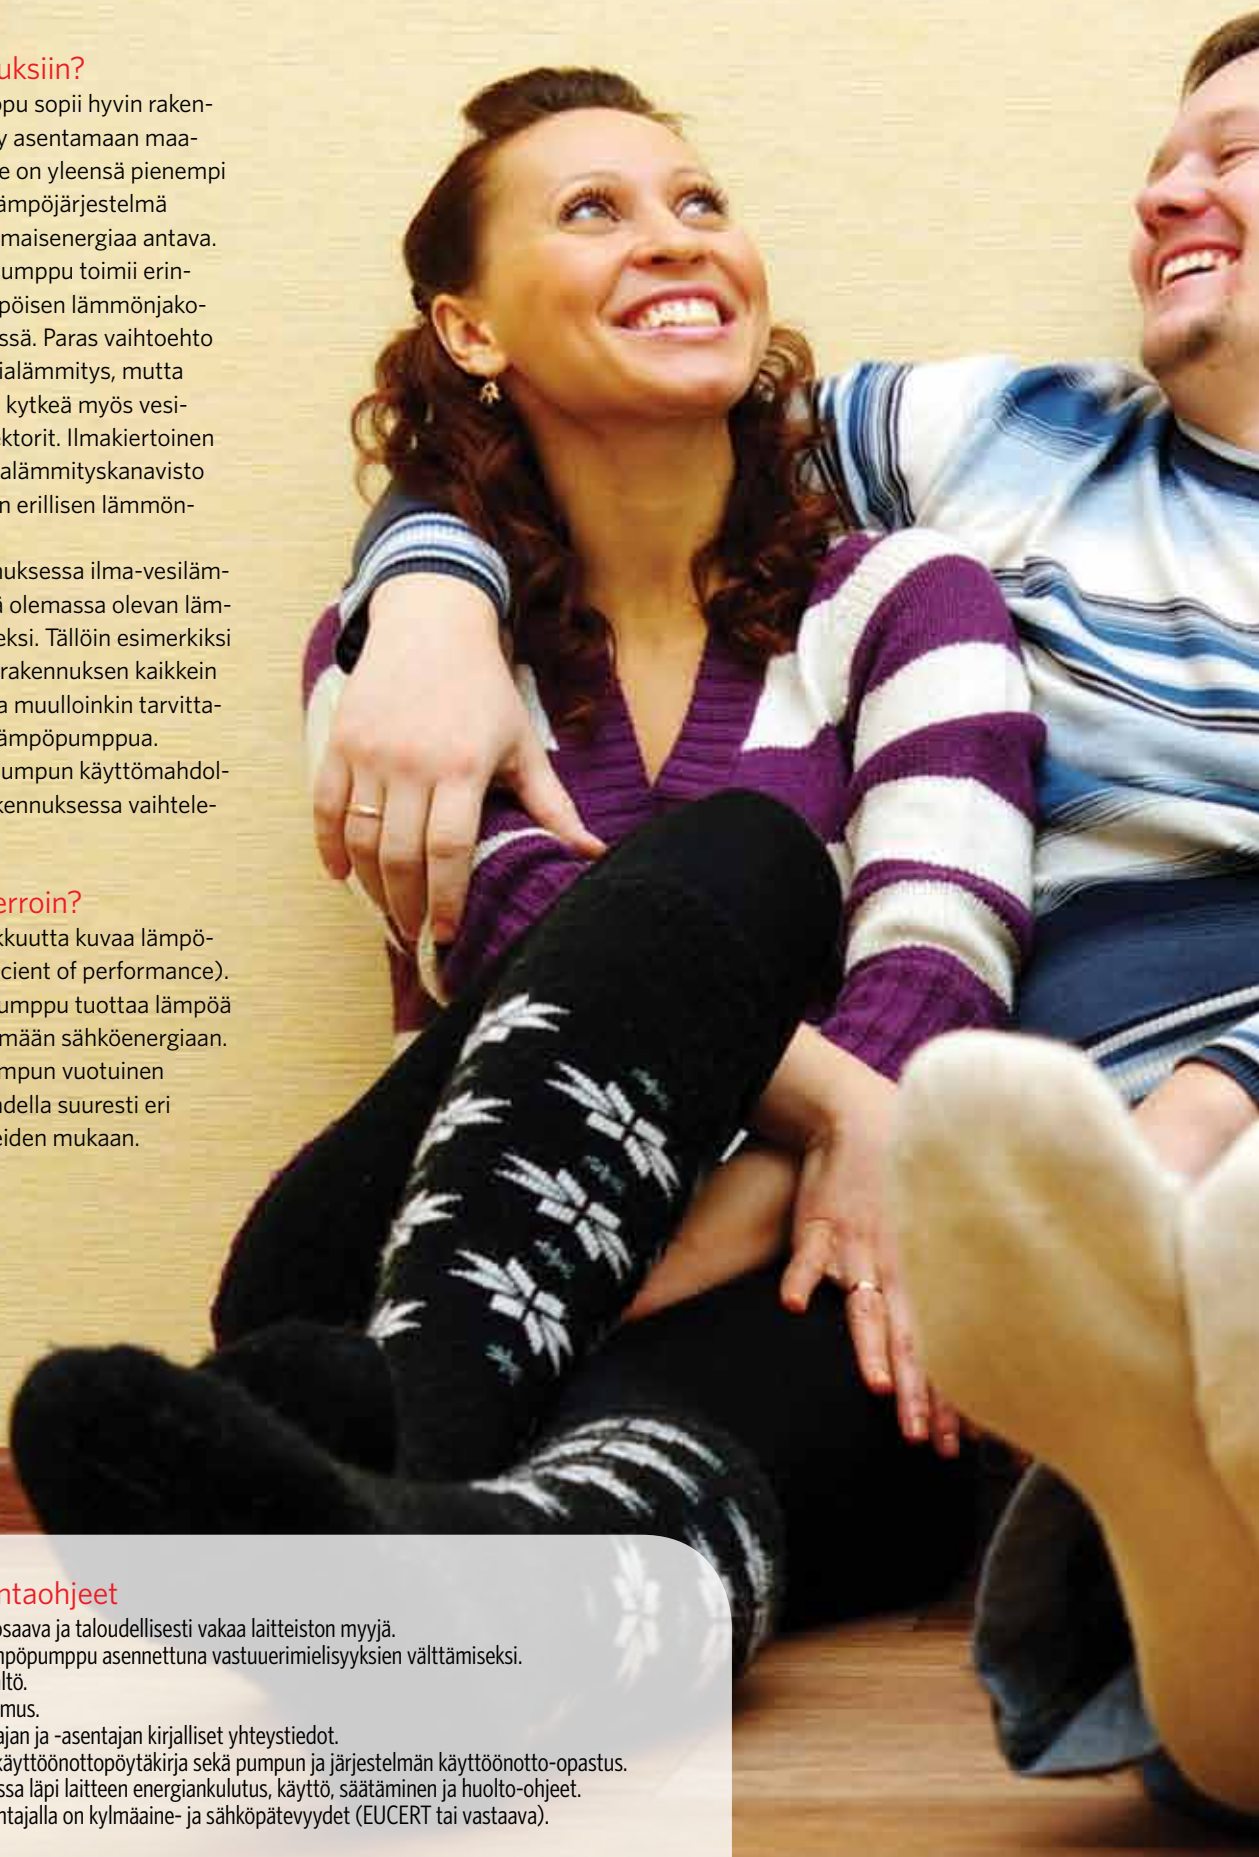 uksiin?
pu sopii hyvin raken-
y asentamaan maa-
e on yleensä pienempi
ämpöjärjestelmä
maisenergiaa antava.
umppu toimii erin-
pöisen lämmönjako-
ssä. Paras vaihtoehto
ialämmitys, mutta
kytkeä myös vesi-
ktorit. Ilmakiertoinen
alämmityskanavisto
n erillisen lämmön-
nuksessa ilma-vesiläm-
ä olemassa olevan läm-
eksi. Tällöin esimerkiksi
rakennuksen kaikkein
a muulloinkin tarvitta-
ämpöpumppua.
umpun käyttömahdol-
kennuksessa vaihtele-
erroin?
kkuutta kuvaa lämpö-
cient of performance).
umppu tuottaa lämpöä
mään sähköenergiaan.
mpun vuotuinen
hdella suuresti eri
eiden mukaan.
ntaohjeet
osaava ja taloudellisesti vakaa laitteiston myyjä.
mpöpumppu asennettuna vastuuerimielisyyksien välttämiseksi.
ltö.
mus.
ajan ja -asentajan kirjalliset yhteystiedot.
käyttöönottopöytäkirja sekä pumpun ja järjestelmän käyttöönotto-opastus.
ssa läpi laitteen energiankulutus, käyttö, säätäminen ja huolto-ohjeet.
ntajalla on kylmäaine- ja sähköpätevyydet (EUCERT tai vastaava).